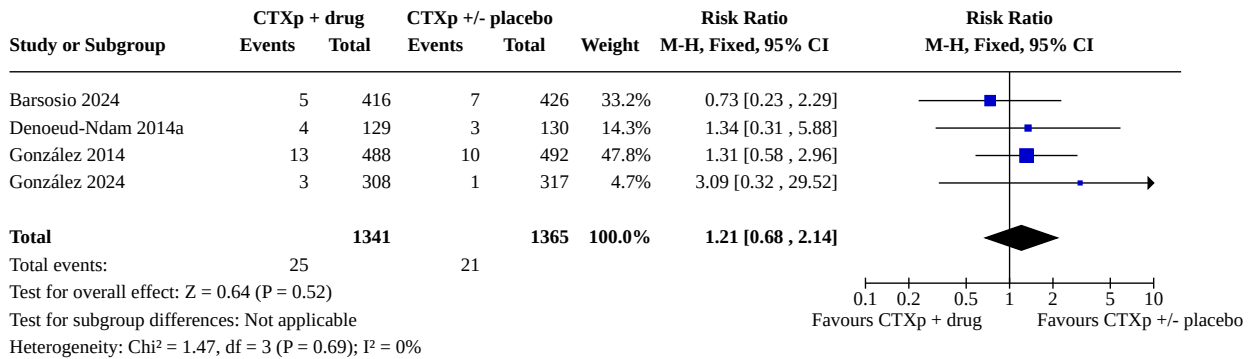 CTXp + drug CTXp +/- placebo Risk Ratio Risk Ratio
Study or Subgroup Events Total Events Total Weight M-H, Fixed, 95% CI M-H, Fixed, 95% CI
Barsosio 2024 5 416 7 426 33.2% 0.73 [0.23 , 2.29]
Denoeud-Ndam 2014a 4 129 3 130 14.3% 1.34 [0.31 , 5.88]
González 2014 13 488 10 492 47.8% 1.31 [0.58 , 2.96]
González 2024 3 308 1 317 4.7% 3.09 [0.32 , 29.52]
Total 1341 1365 100.0% 1.21 [0.68 , 2.14]
Total events: 25 21
Test for overall effect: Z = 0.64 (P = 0.52)
0.1 0.2 0.5 1 2 5 10
Test for subgroup differences: Not applicable
Favours CTXp + drug Favours CTXp +/- placebo
Heterogeneity: Chi² = 1.47, df = 3 (P = 0.69); I² = 0%